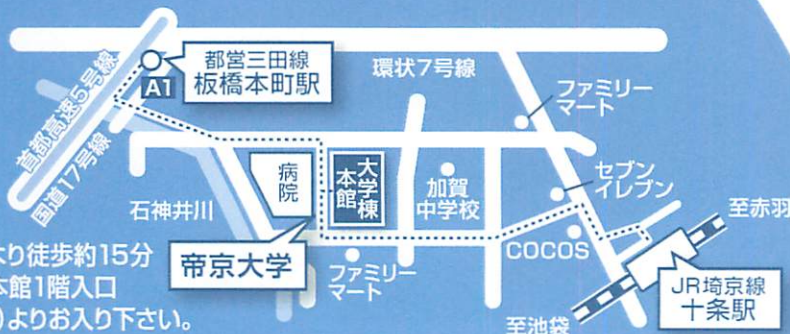 都営三田線
板橋本町駅
A1
環状7号線
首都高速5号線
国道17号線
ファミリー
マート
病院
大学棟
本館
加賀
中学校
セブン
イレブン
石神井川
帝京大学
ファミリー
マート
COCOS
至赤羽
JR埼京線
十条駅
至池袋
より徒歩約15分
本館1階入口
)よりお入り下さい。